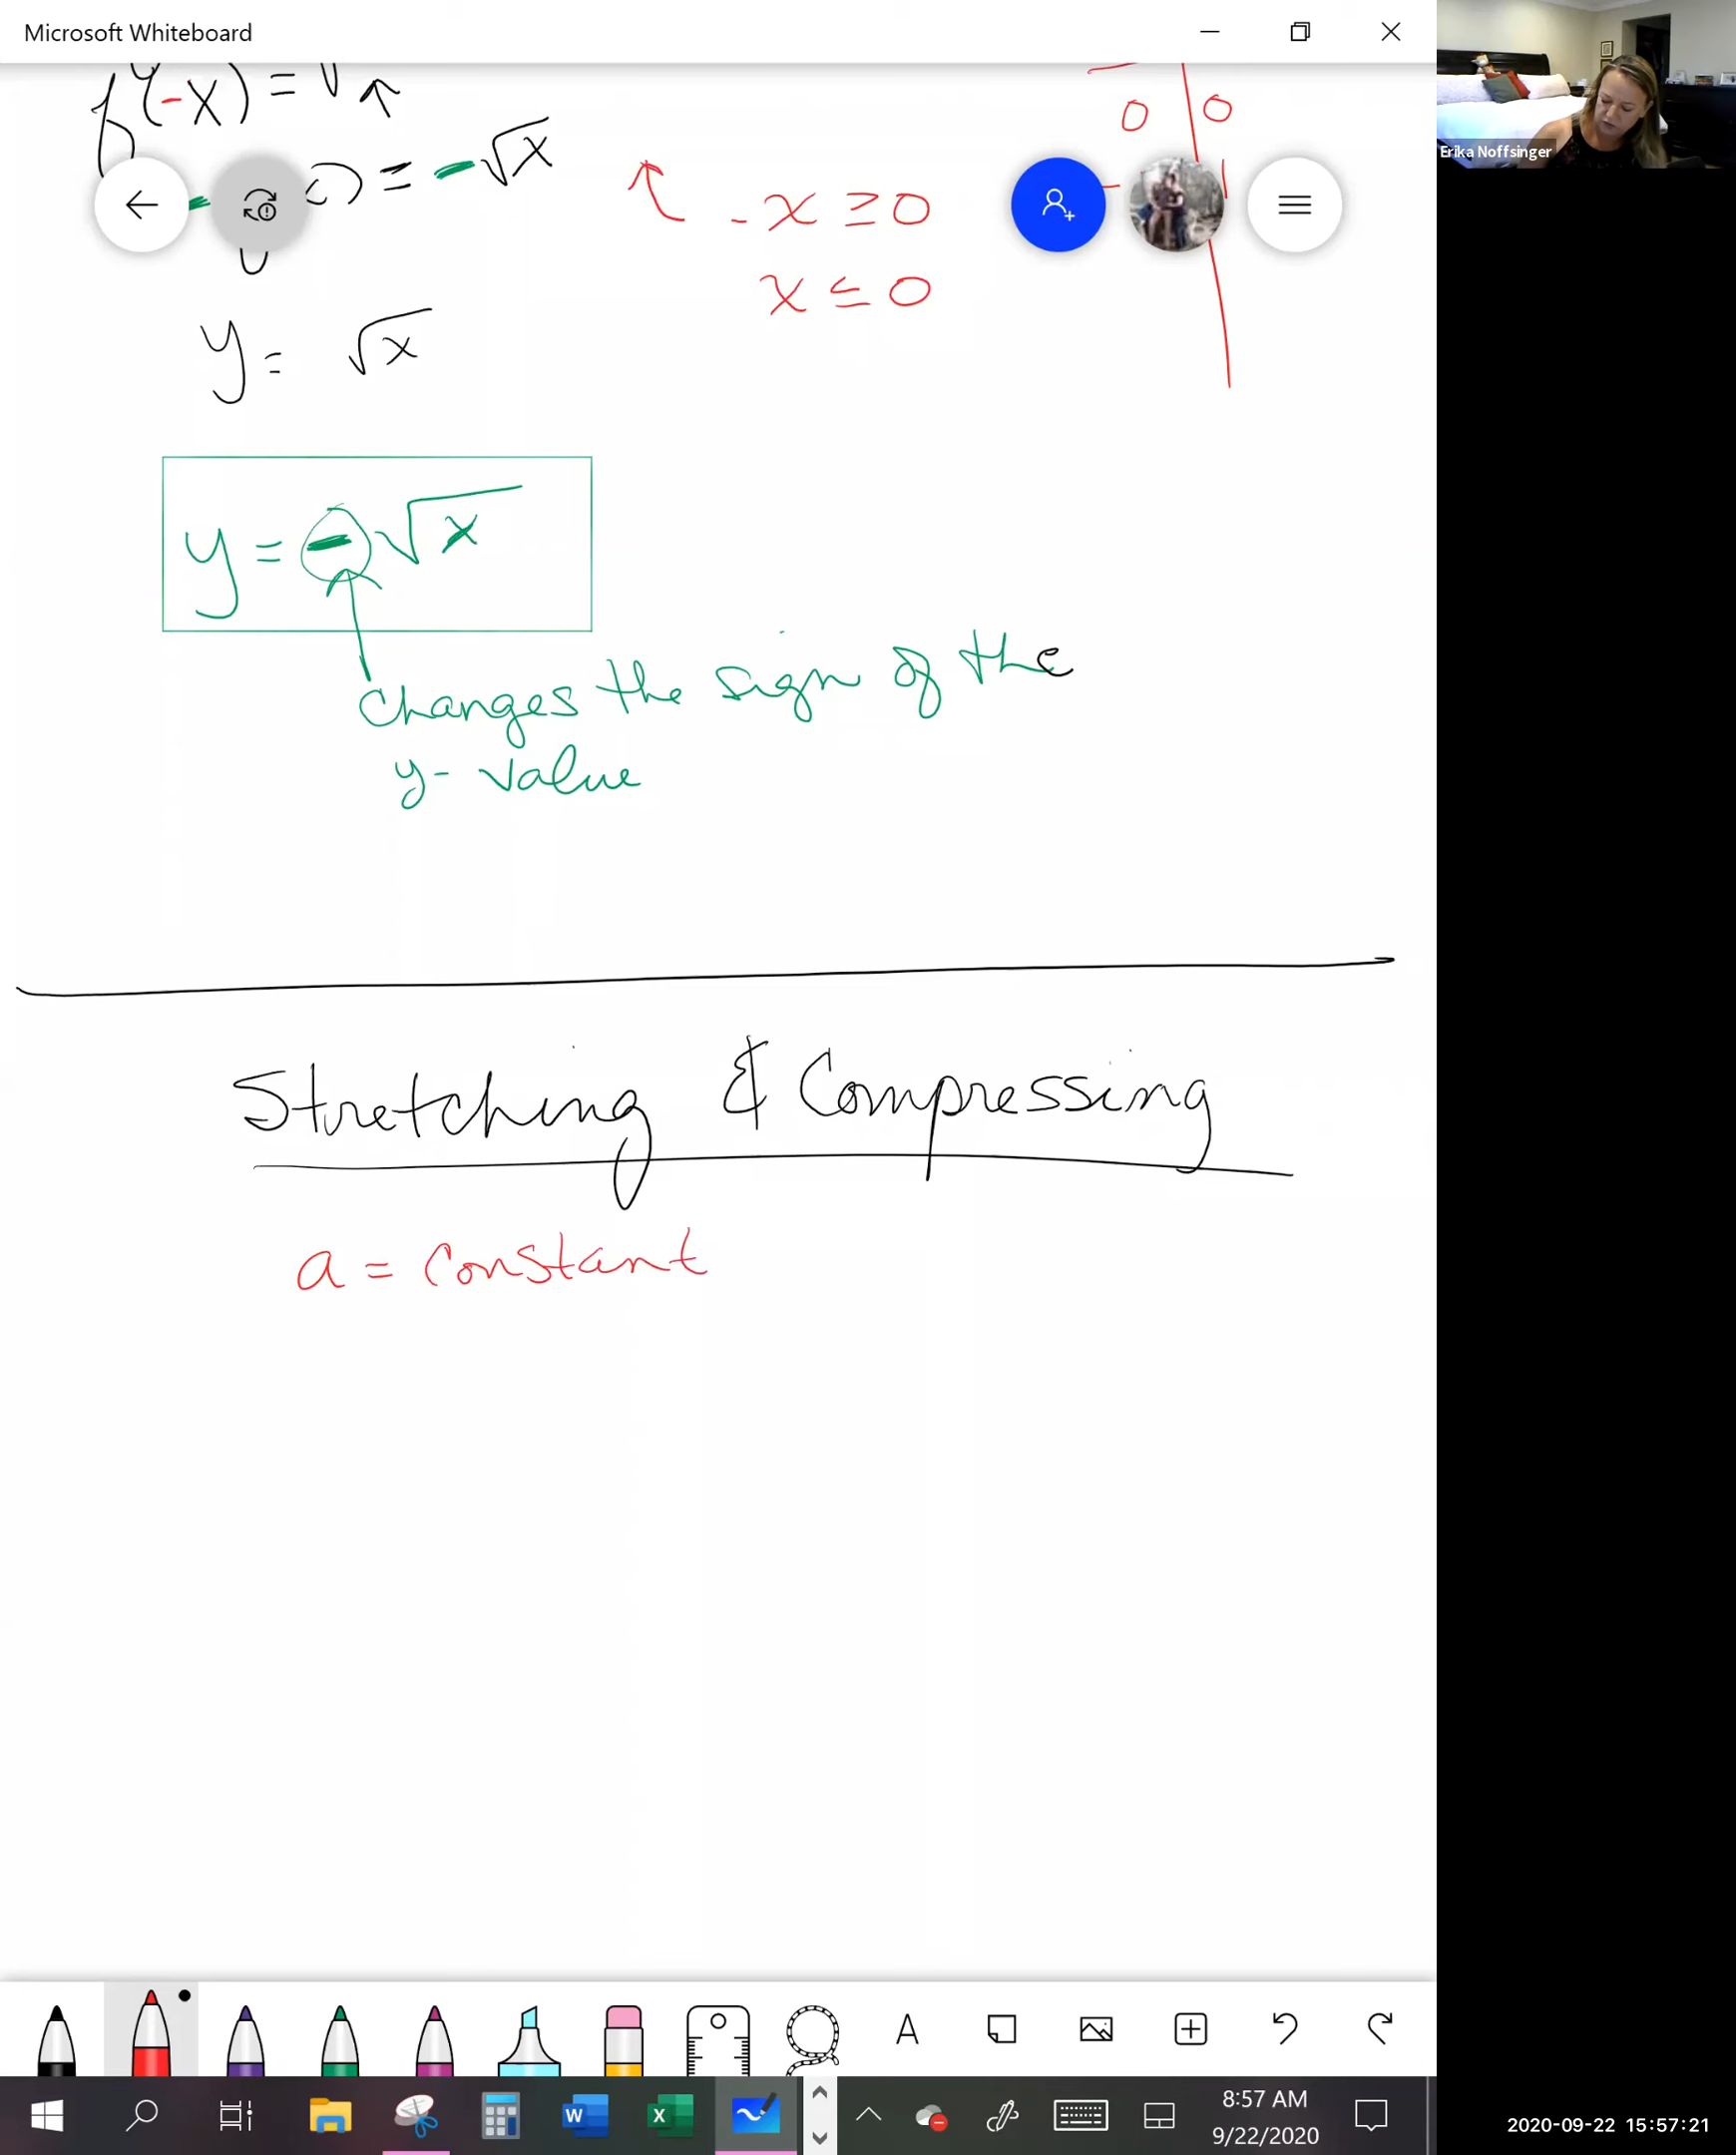 Microsoft Whiteboard
f(-x) = √
) = -√x
-x ≥ 0
x ≤ 0
0 0
1
y = √x
y = -√x
changes the sign of the
y- value
Stretching & Compressing
a = constant
Erika Noffsinger
A
W
X
8:57 AM
9/22/2020
2020-09-22 15:57:21